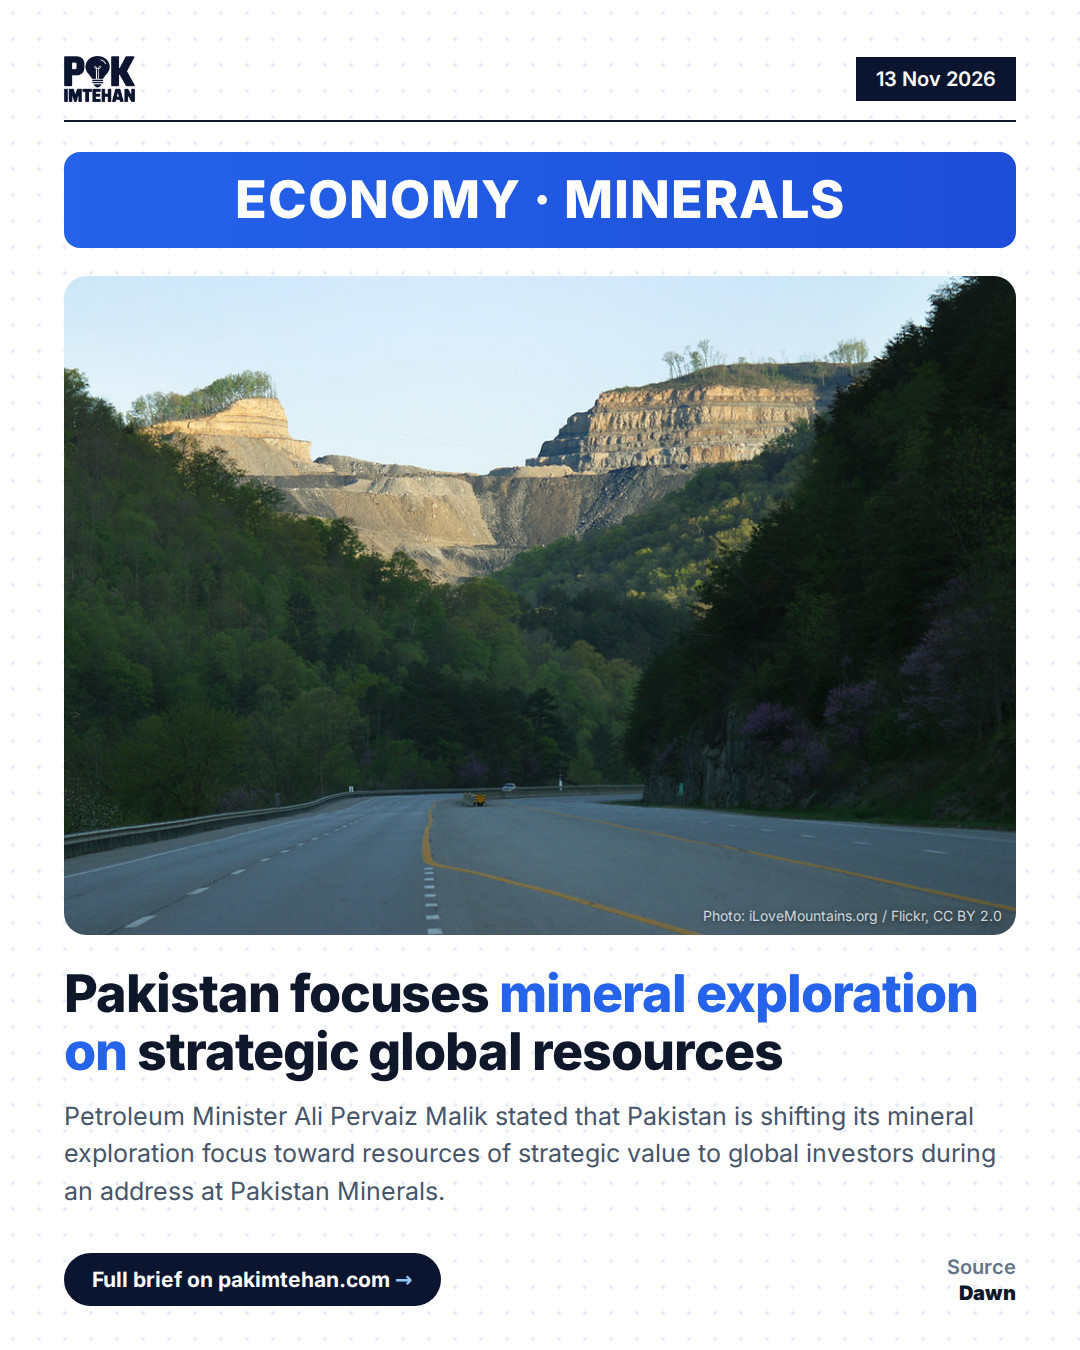 PAK
IMTEHAN
13 Nov 2026
ECONOMY · MINERALS
Photo: iLoveMountains.org / Flickr, CC BY 2.0
Pakistan focuses mineral exploration
on strategic global resources
Petroleum Minister Ali Pervaiz Malik stated that Pakistan is shifting its mineral
exploration focus toward resources of strategic value to global investors during
an address at Pakistan Minerals.
Full brief on pakimtehan.com →
Source
Dawn